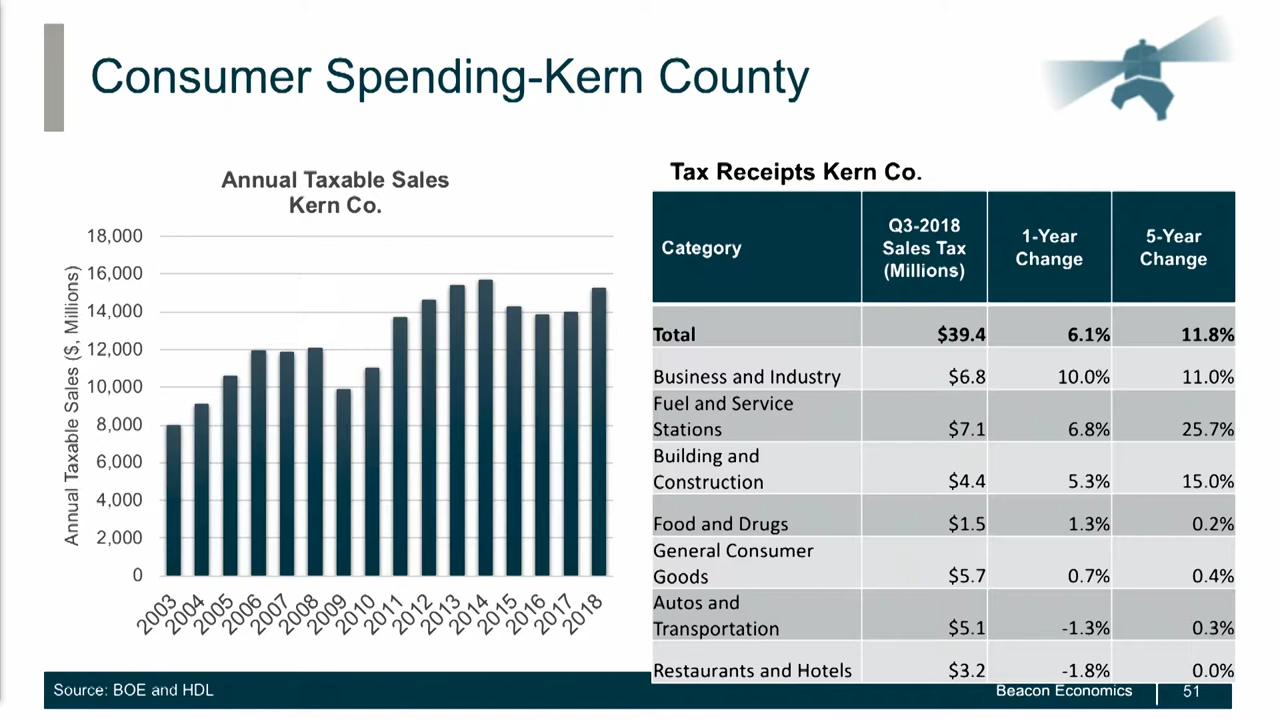 Consumer Spending-Kern County
Annual Taxable Sales
Kern Co.
Annual Taxable Sales ($, Millions)
18,000
16,000
14,000
12,000
10,000
8,000
6,000
4,000
2,000
0
2003 2004 2005 2006 2007 2008 2009 2010 2011 2012 2013 2014 2015 2016 2017 2018
Tax Receipts Kern Co.
Category
Q3-2018
Sales Tax
(Millions)
1-Year
Change
5-Year
Change
Total $39.4 6.1% 11.8%
Business and Industry $6.8 10.0% 11.0%
Fuel and Service
Stations $7.1 6.8% 25.7%
Building and
Construction $4.4 5.3% 15.0%
Food and Drugs $1.5 1.3% 0.2%
General Consumer
Goods $5.7 0.7% 0.4%
Autos and
Transportation $5.1 -1.3% 0.3%
Restaurants and Hotels $3.2 -1.8% 0.0%
Source: BOE and HDL
Beacon Economics 51